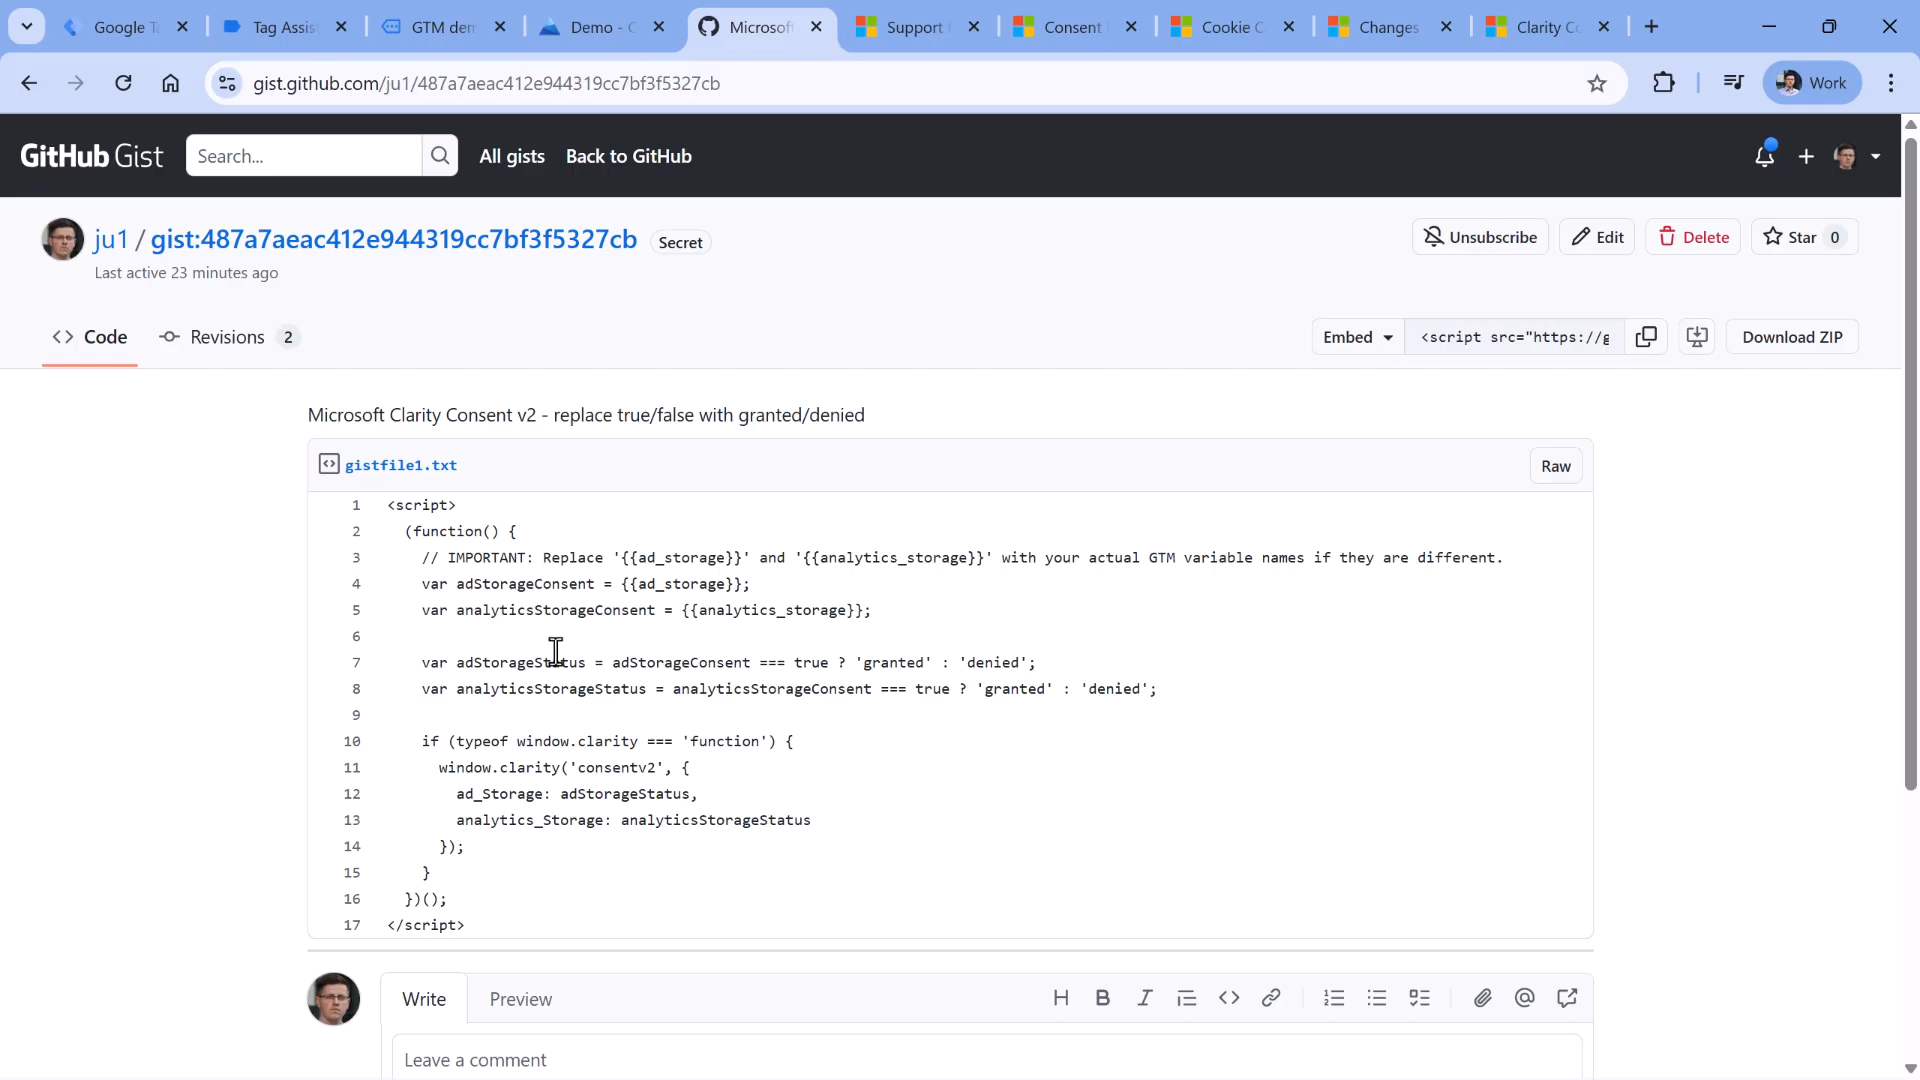 Google T
Tag Assis
GTM dem
Demo - C
Microsof
Support
Consent
Cookie C
Changes
Clarity Co
gist.github.com/ju1/487a7aeac412e944319cc7bf3f5327cb
Work
GitHub Gist
Search...
All gists
Back to GitHub
ju1 / gist:487a7aeac412e944319cc7bf3f5327cb
Secret
Last active 23 minutes ago
Unsubscribe
Edit
Delete
Star 0
Code
Revisions 2
Embed
<script src="https://g
Download ZIP
Microsoft Clarity Consent v2 - replace true/false with granted/denied
gistfile1.txt
Raw
1 <script>
2 (function() {
3 // IMPORTANT: Replace '{{ad_storage}}' and '{{analytics_storage}}' with your actual GTM variable names if they are different.
4 var adStorageConsent = {{ad_storage}};
5 var analyticsStorageConsent = {{analytics_storage}};
6
7 var adStorageStatus = adStorageConsent === true ? 'granted' : 'denied';
8 var analyticsStorageStatus = analyticsStorageConsent === true ? 'granted' : 'denied';
9
10 if (typeof window.clarity === 'function') {
11 window.clarity('consentv2', {
12 ad_Storage: adStorageStatus,
13 analytics_Storage: analyticsStorageStatus
14 });
15 }
16 })();
17 </script>
Write
Preview
Leave a comment